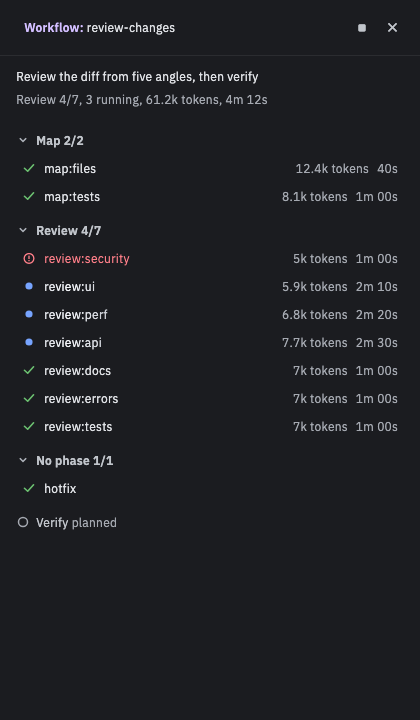 Workflow: review-changes
Review the diff from five angles, then verify
Review 4/7, 3 running, 61.2k tokens, 4m 12s
Map 2/2
map:files 12.4k tokens 40s
map:tests 8.1k tokens 1m 00s
Review 4/7
review:security 5k tokens 1m 00s
review:ui 5.9k tokens 2m 10s
review:perf 6.8k tokens 2m 20s
review:api 7.7k tokens 2m 30s
review:docs 7k tokens 1m 00s
review:errors 7k tokens 1m 00s
review:tests 7k tokens 1m 00s
No phase 1/1
hotfix
Verify planned